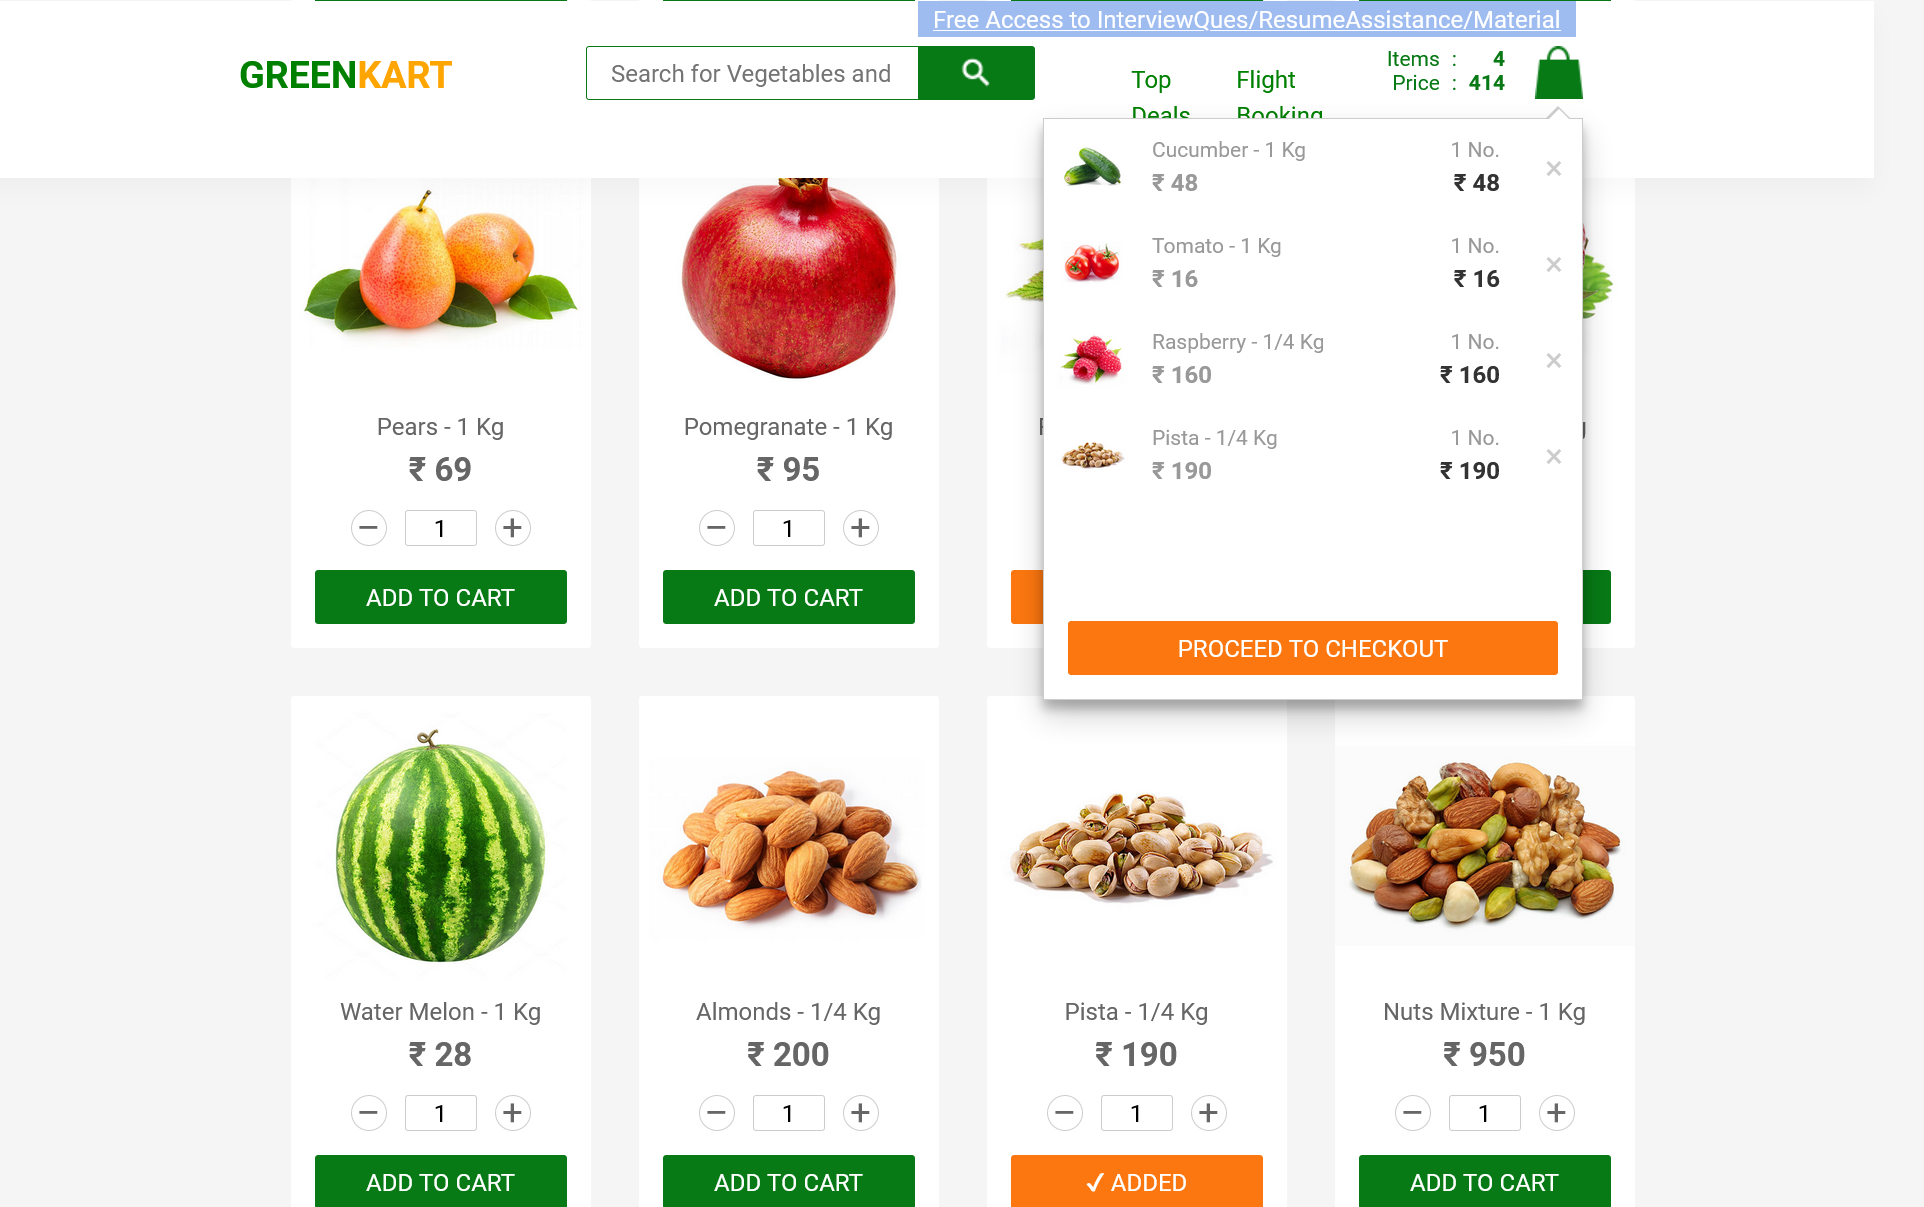 Free Access to InterviewQues/ResumeAssistance/Material
GREENKART
Search for Vegetables and
Top Deals
Flight Booking
Items : 4
Price : 414
Cucumber - 1 Kg
₹ 48
1 No.
₹ 48
×
Tomato - 1 Kg
₹ 16
1 No.
₹ 16
×
Raspberry - 1/4 Kg
₹ 160
1 No.
₹ 160
×
Pista - 1/4 Kg
₹ 190
1 No.
₹ 190
×
PROCEED TO CHECKOUT
Pears - 1 Kg
₹ 69
− 1 +
ADD TO CART
Pomegranate - 1 Kg
₹ 95
− 1 +
ADD TO CART
Water Melon - 1 Kg
₹ 28
− 1 +
ADD TO CART
Almonds - 1/4 Kg
₹ 200
− 1 +
ADD TO CART
Pista - 1/4 Kg
₹ 190
− 1 +
✓ ADDED
Nuts Mixture - 1 Kg
₹ 950
− 1 +
ADD TO CART